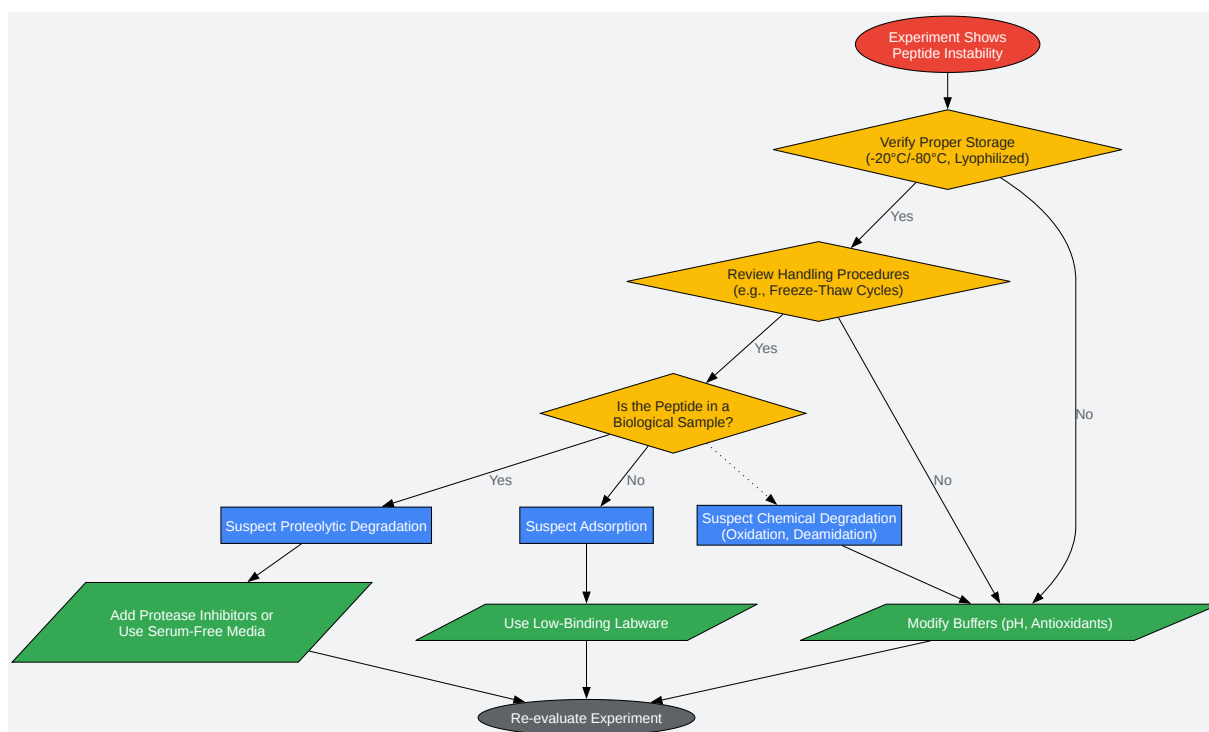 Experiment Shows
Peptide Instability
Verify Proper Storage
(-20°C/-80°C, Lyophilized)
Yes
Review Handling Procedures
(e.g., Freeze-Thaw Cycles)
Yes
Is the Peptide in a
Biological Sample?
No
Yes
No
No
Suspect Proteolytic Degradation
Suspect Adsorption
Suspect Chemical Degradation
(Oxidation, Deamidation)
Add Protease Inhibitors or
Use Serum-Free Media
Use Low-Binding Labware
Modify Buffers (pH, Antioxidants)
Re-evaluate Experiment